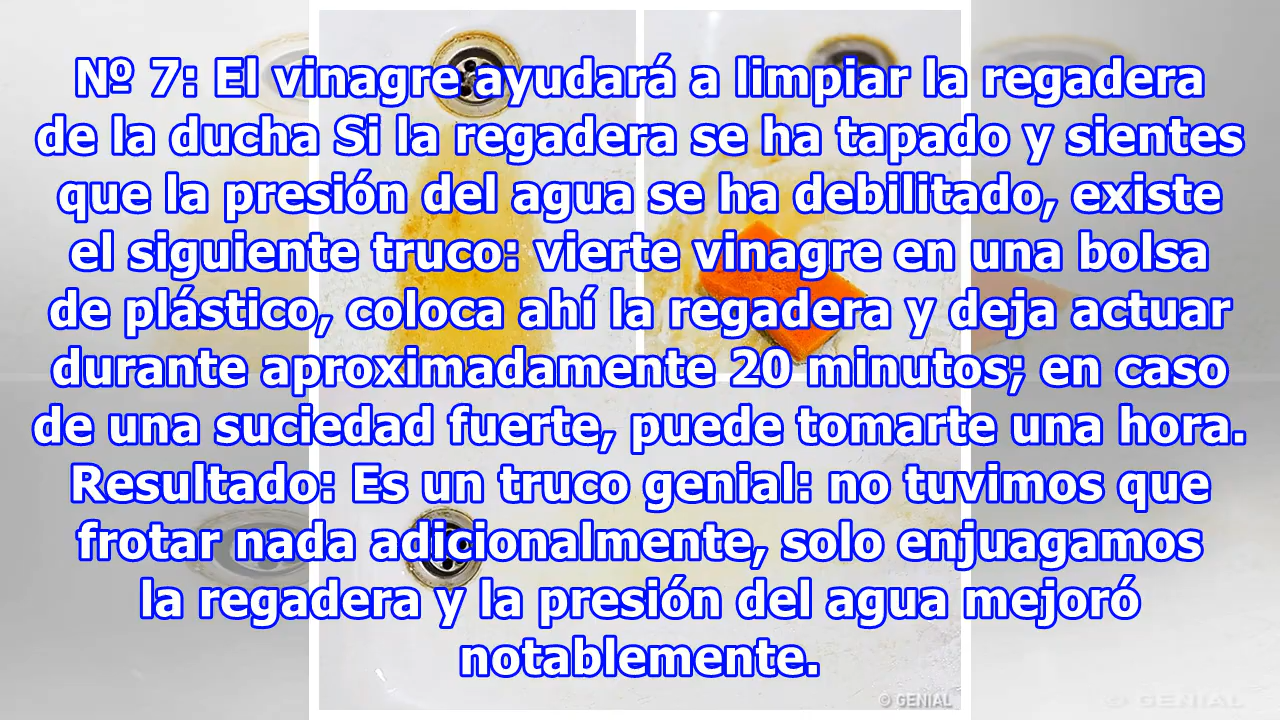 Nº 7: El vinagre ayudará a limpiar la regadera
de la ducha Si la regadera se ha tapado y sientes
que la presión del agua se ha debilitado, existe
el siguiente truco: vierte vinagre en una bolsa
de plástico, coloca ahí la regadera y deja actuar
durante aproximadamente 20 minutos; en caso
de una suciedad fuerte, puede tomarte una hora.
Resultado: Es un truco genial: no tuvimos que
frotar nada adicionalmente, solo enjuagamos
la regadera y la presión del agua mejoró
notablemente.
© GENIAL
© GENIAL